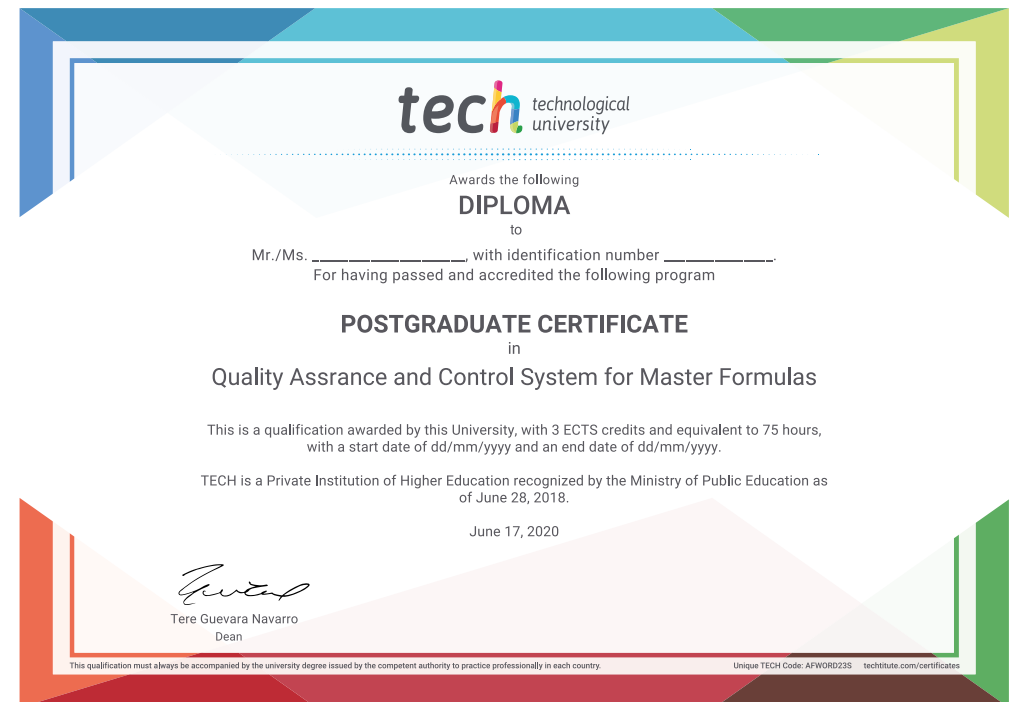 tech technological
university
Awards the following
DIPLOMA
to
Mr./Ms. _________________, with identification number ____________.
For having passed and accredited the following program
POSTGRADUATE CERTIFICATE
in
Quality Assrance and Control System for Master Formulas
This is a qualification awarded by this University, with 3 ECTS credits and equivalent to 75 hours,
with a start date of dd/mm/yyyy and an end date of dd/mm/yyyy.
TECH is a Private Institution of Higher Education recognized by the Ministry of Public Education as
of June 28, 2018.
June 17, 2020
Tere Guevara Navarro
Dean
This qualification must always be accompanied by the university degree issued by the competent authority to practice professionally in each country.
Unique TECH Code: AFWORD23S techtitute.com/certificates